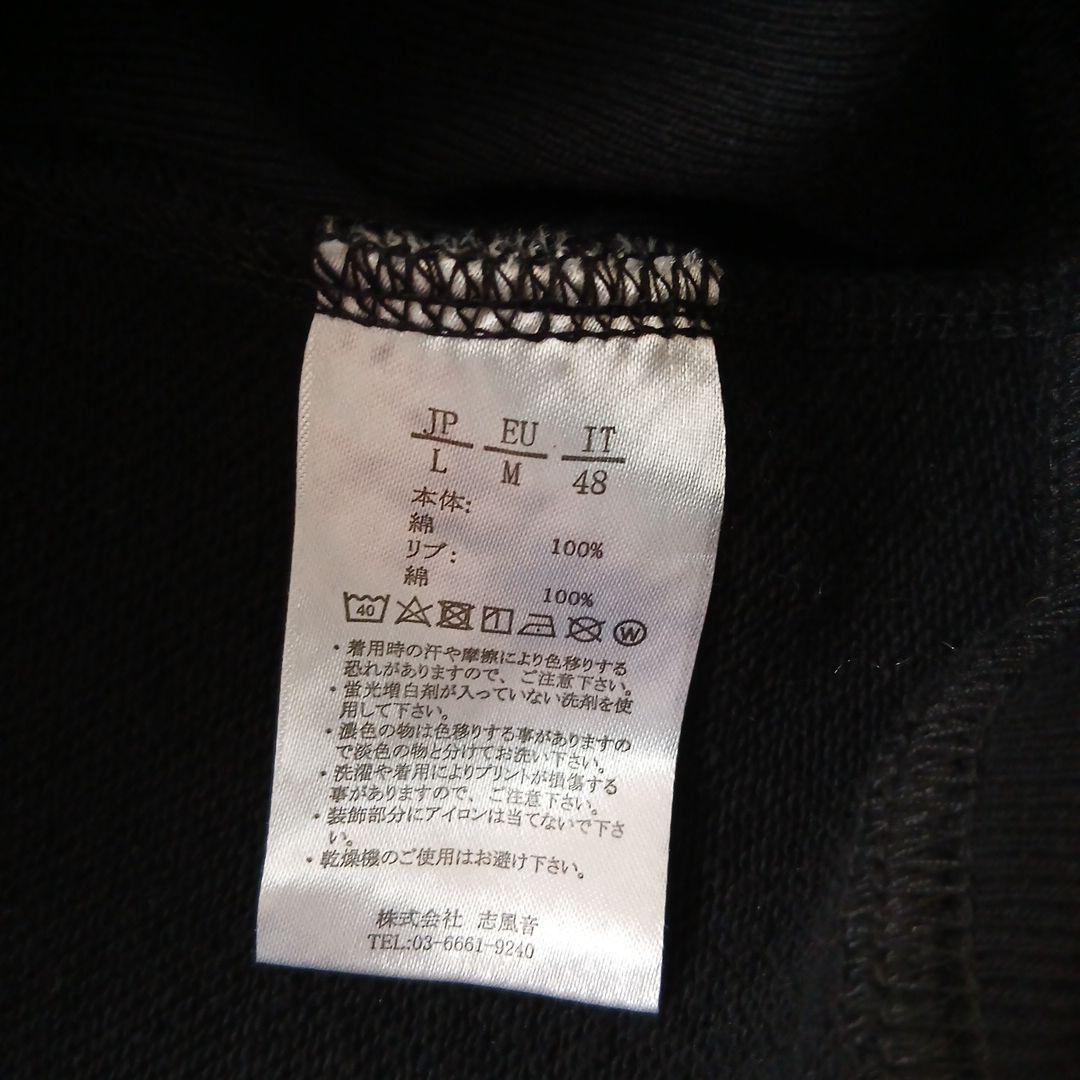 JP EU IT
L M 48
本体:
綿
リブ: 100%
綿
100%
40 W
・着用時の汗や摩擦により色移りする
恐れがありますので、ご注意下さい。
・蛍光増白剤が入っていない洗剤を使
用して下さい。
・濃色の物は色移りする事がありますの
で淡色の物と分けてお洗い下さい。
・洗濯や着用によりプリントが損傷する
事がありますので、ご注意下さい。
・装飾部分にアイロンは当てないで下さ
い。
・乾燥機のご使用はお避け下さい。
株式会社 志風音
TEL:03-6661-9240